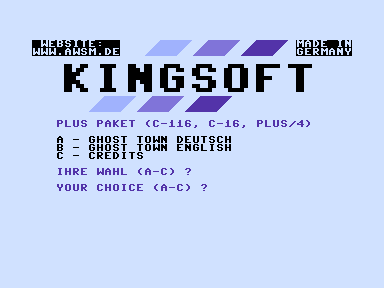 WEBSITE:
WWW.AWSM.DE
MADE IN
GERMANY
KINGSOFT
PLUS PAKET (C-116, C-16, PLUS/4)
A - GHOST TOWN DEUTSCH
B - GHOST TOWN ENGLISH
C - CREDITS
IHRE WAHL (A-C) ?
YOUR CHOICE (A-C) ?